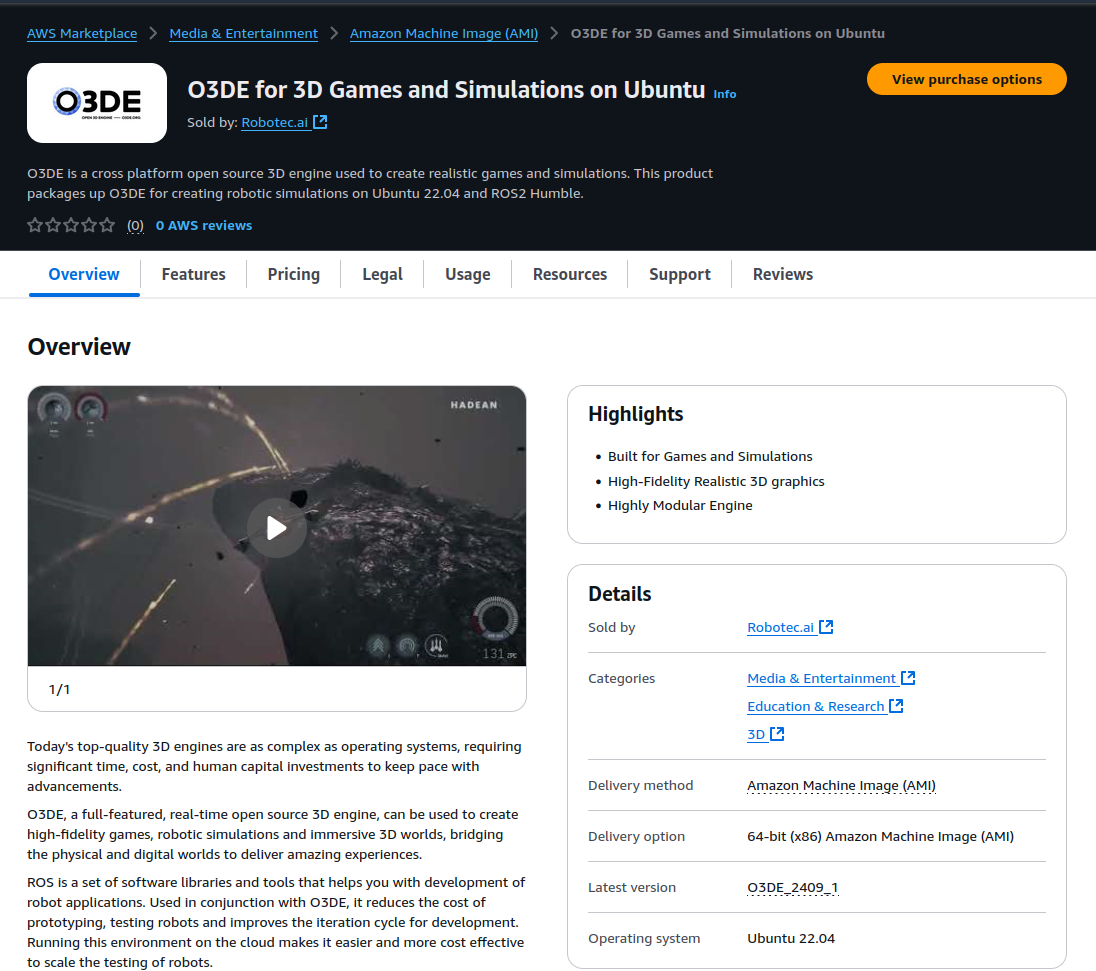 AWS Marketplace > Media & Entertainment > Amazon Machine Image (AMI) > O3DE for 3D Games and Simulations on Ubuntu
O3DE
OPEN 3D ENGINE — O3DE.ORG
O3DE for 3D Games and Simulations on Ubuntu Info
Sold by: Robotec.ai
View purchase options
O3DE is a cross platform open source 3D engine used to create realistic games and simulations. This product
packages up O3DE for creating robotic simulations on Ubuntu 22.04 and ROS2 Humble.
(0) 0 AWS reviews
Overview Features Pricing Legal Usage Resources Support Reviews
Overview
HADEAN
131
1/1
Today's top-quality 3D engines are as complex as operating systems, requiring
significant time, cost, and human capital investments to keep pace with
advancements.
O3DE, a full-featured, real-time open source 3D engine, can be used to create
high-fidelity games, robotic simulations and immersive 3D worlds, bridging
the physical and digital worlds to deliver amazing experiences.
ROS is a set of software libraries and tools that helps you with development of
robot applications. Used in conjunction with O3DE, it reduces the cost of
prototyping, testing robots and improves the iteration cycle for development.
Running this environment on the cloud makes it easier and more cost effective
to scale the testing of robots.
Highlights
• Built for Games and Simulations
• High-Fidelity Realistic 3D graphics
• Highly Modular Engine
Details
Sold by Robotec.ai
Categories Media & Entertainment
Education & Research
3D
Delivery method Amazon Machine Image (AMI)
Delivery option 64-bit (x86) Amazon Machine Image (AMI)
Latest version O3DE_2409_1
Operating system Ubuntu 22.04